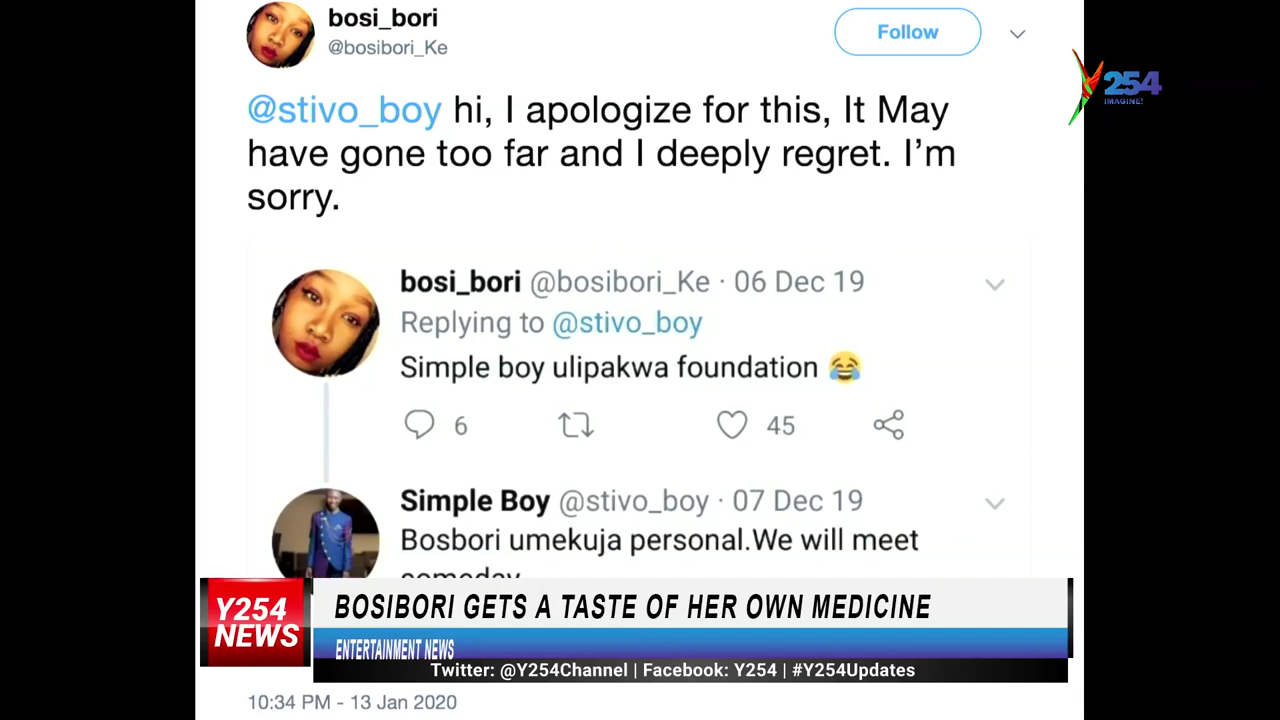 bosi_bori
@bosibori_Ke
Follow
254
IMAGINE!
@stivo_boy hi, I apologize for this, It May
have gone too far and I deeply regret. I'm
sorry.
bosi_bori @bosibori_Ke · 06 Dec 19
Replying to @stivo_boy
Simple boy ulipakwa foundation 😂
6
45
Simple Boy @stivo_boy · 07 Dec 19
Bosbori umekuja personal.We will meet
someday
Y254
NEWS
BOSIBORI GETS A TASTE OF HER OWN MEDICINE
ENTERTAINMENT NEWS
Twitter: @Y254Channel | Facebook: Y254 | #Y254Updates
10:34 PM - 13 Jan 2020